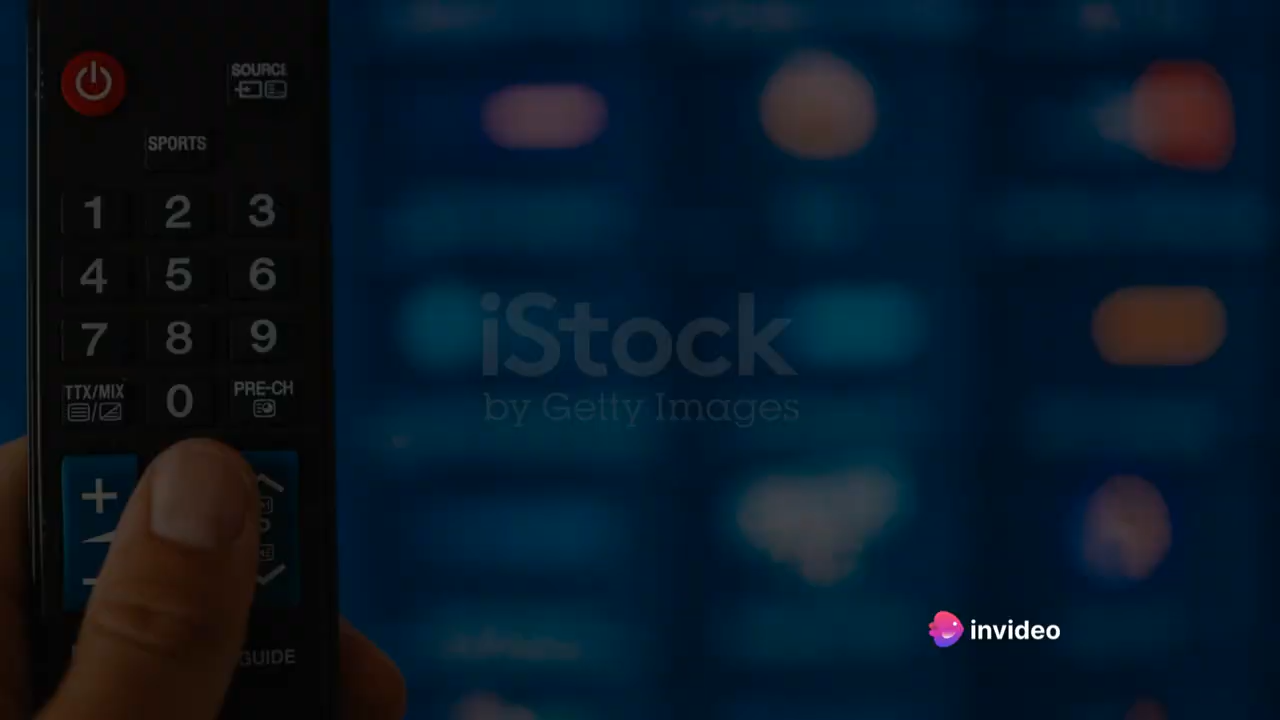 SOURCE
SPORTS
1 2 3
4 5 6
7 8 9
TTX/MIX 0 PRE-CH
+
-
GUIDE
iStock
by Getty Images
invideo